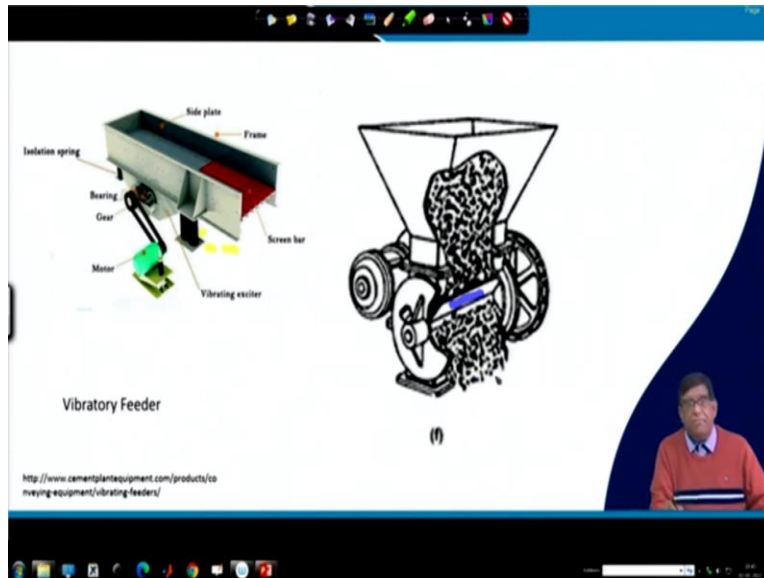 Page
Side plate
Frame
Isolation spring
Bearing
Gear
Screen bar
Motor
Vibrating exciter
Vibratory Feeder
(f)
http://www.cementplantequipment.com/products/co
nveying-equipment/vibrating-feeders/